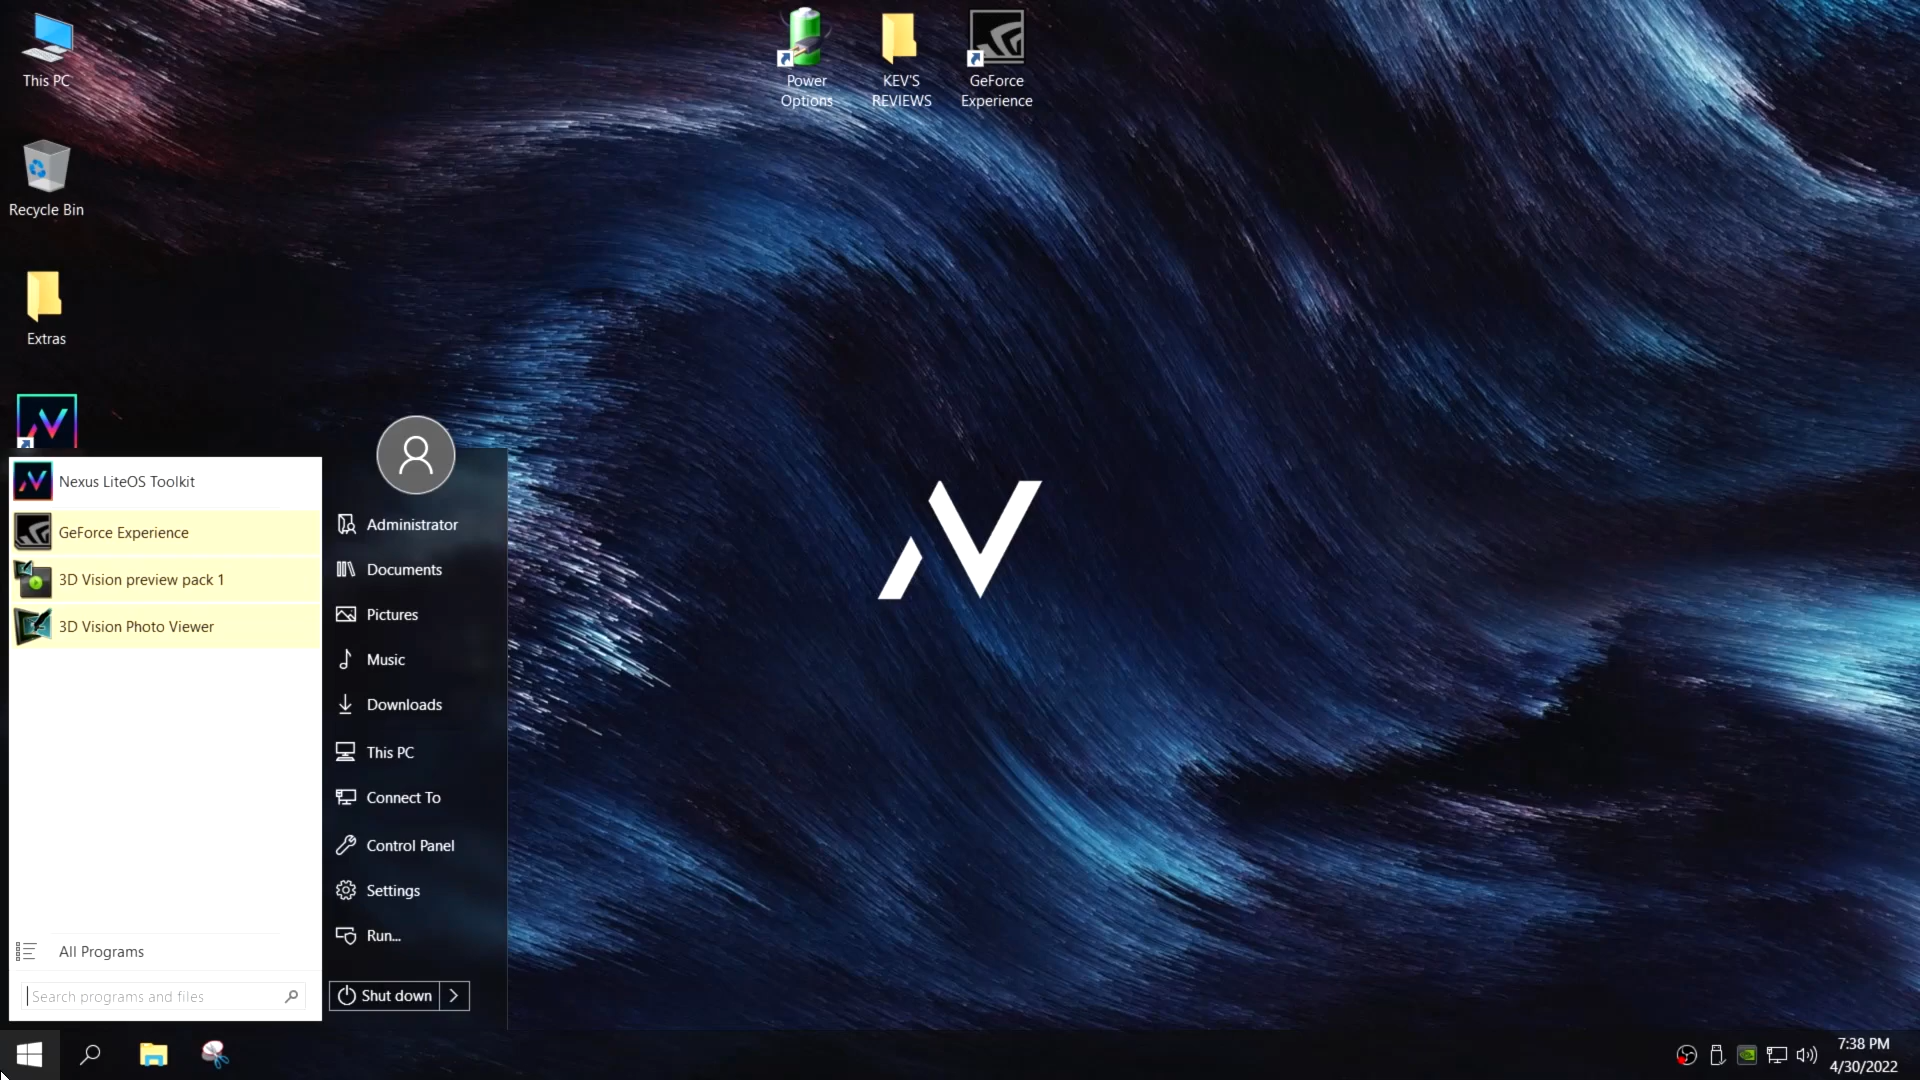 This PC
Power
Options
KEV'S
REVIEWS
GeForce
Experience
Recycle Bin
Extras
Nexus LiteOS Toolkit
GeForce Experience
3D Vision preview pack 1
3D Vision Photo Viewer
All Programs
Search programs and files
Administrator
Documents
Pictures
Music
Downloads
This PC
Connect To
Control Panel
Settings
Run...
Shut down
7:38 PM
4/30/2022